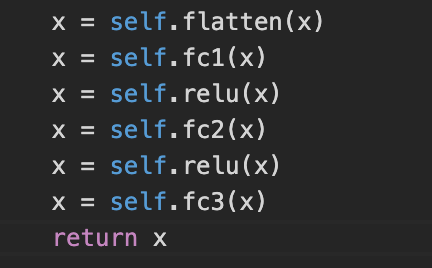 x = self.flatten(x)
x = self.fc1(x)
x = self.relu(x)
x = self.fc2(x)
x = self.relu(x)
x = self.fc3(x)
return x